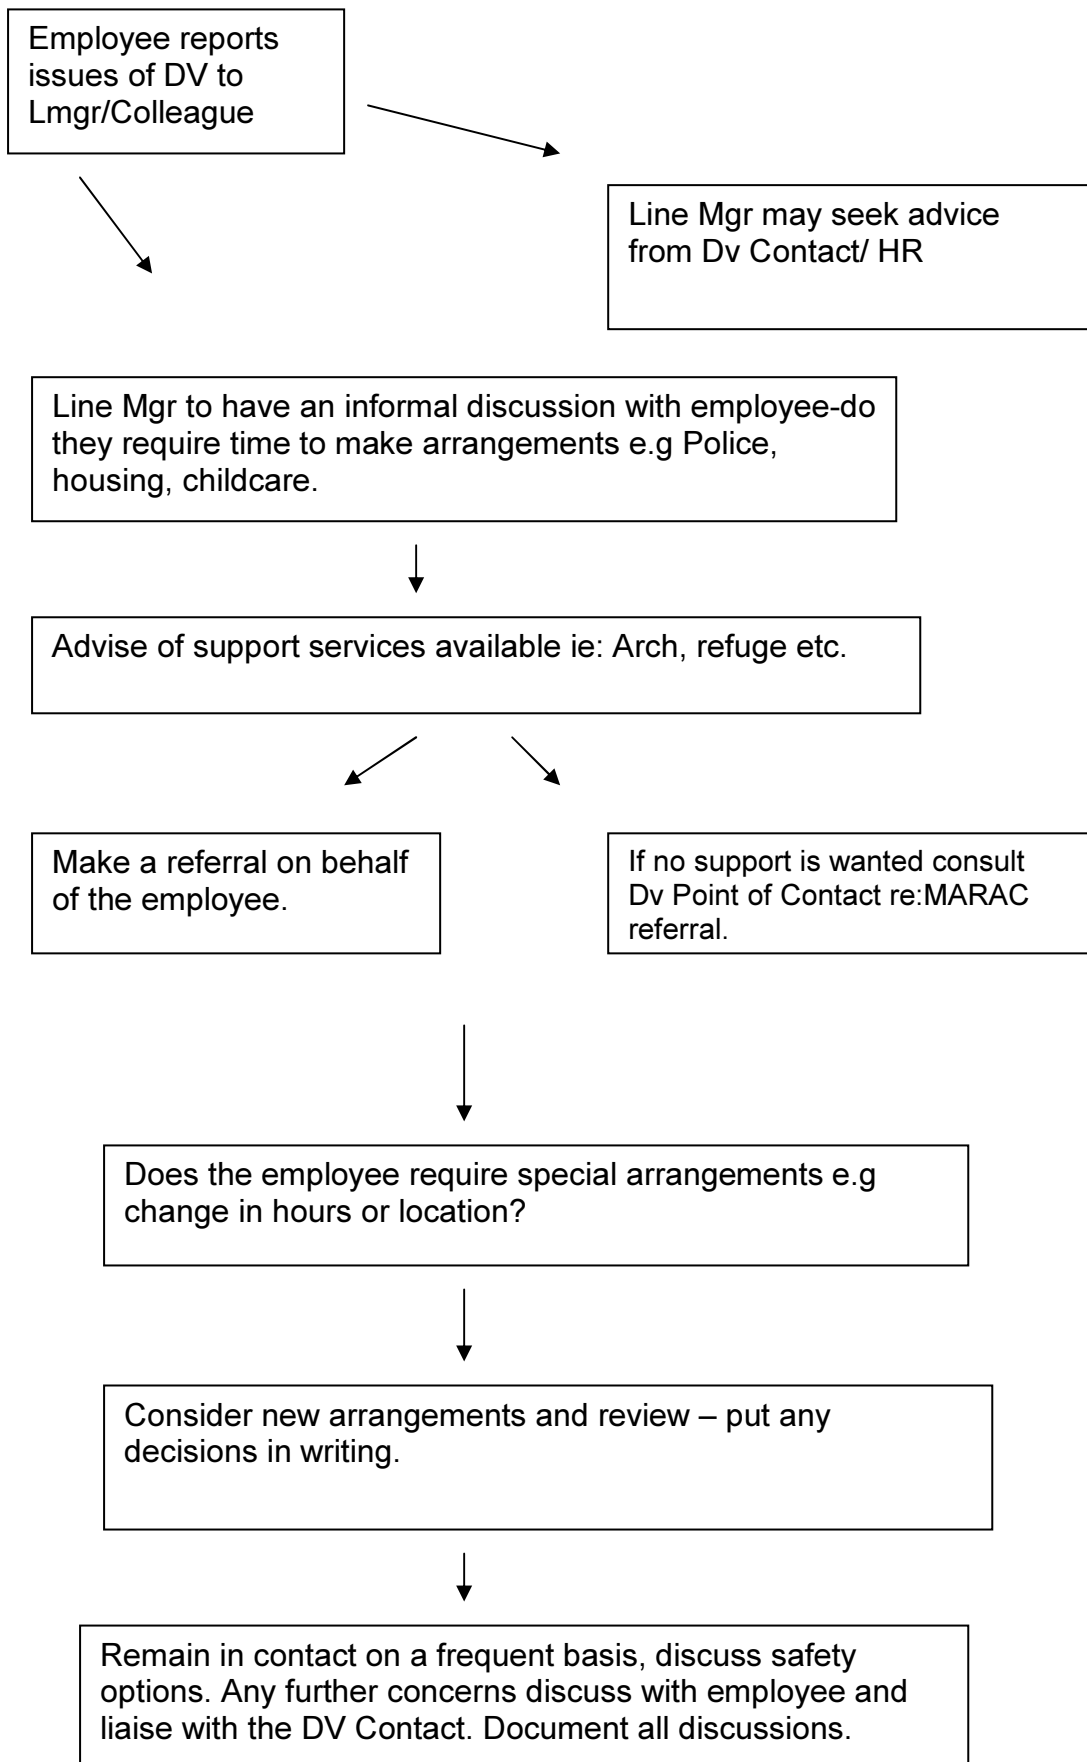 Employee reports
issues of DV to
Lmgr/Colleague
Line Mgr may seek advice
from Dv Contact/ HR
Line Mgr to have an informal discussion with employee-do
they require time to make arrangements e.g Police,
housing, childcare.
Advise of support services available ie: Arch, refuge etc.
Make a referral on behalf
of the employee.
If no support is wanted consult
Dv Point of Contact re:MARAC
referral.
Does the employee require special arrangements e.g
change in hours or location?
Consider new arrangements and review – put any
decisions in writing.
Remain in contact on a frequent basis, discuss safety
options. Any further concerns discuss with employee and
liaise with the DV Contact. Document all discussions.